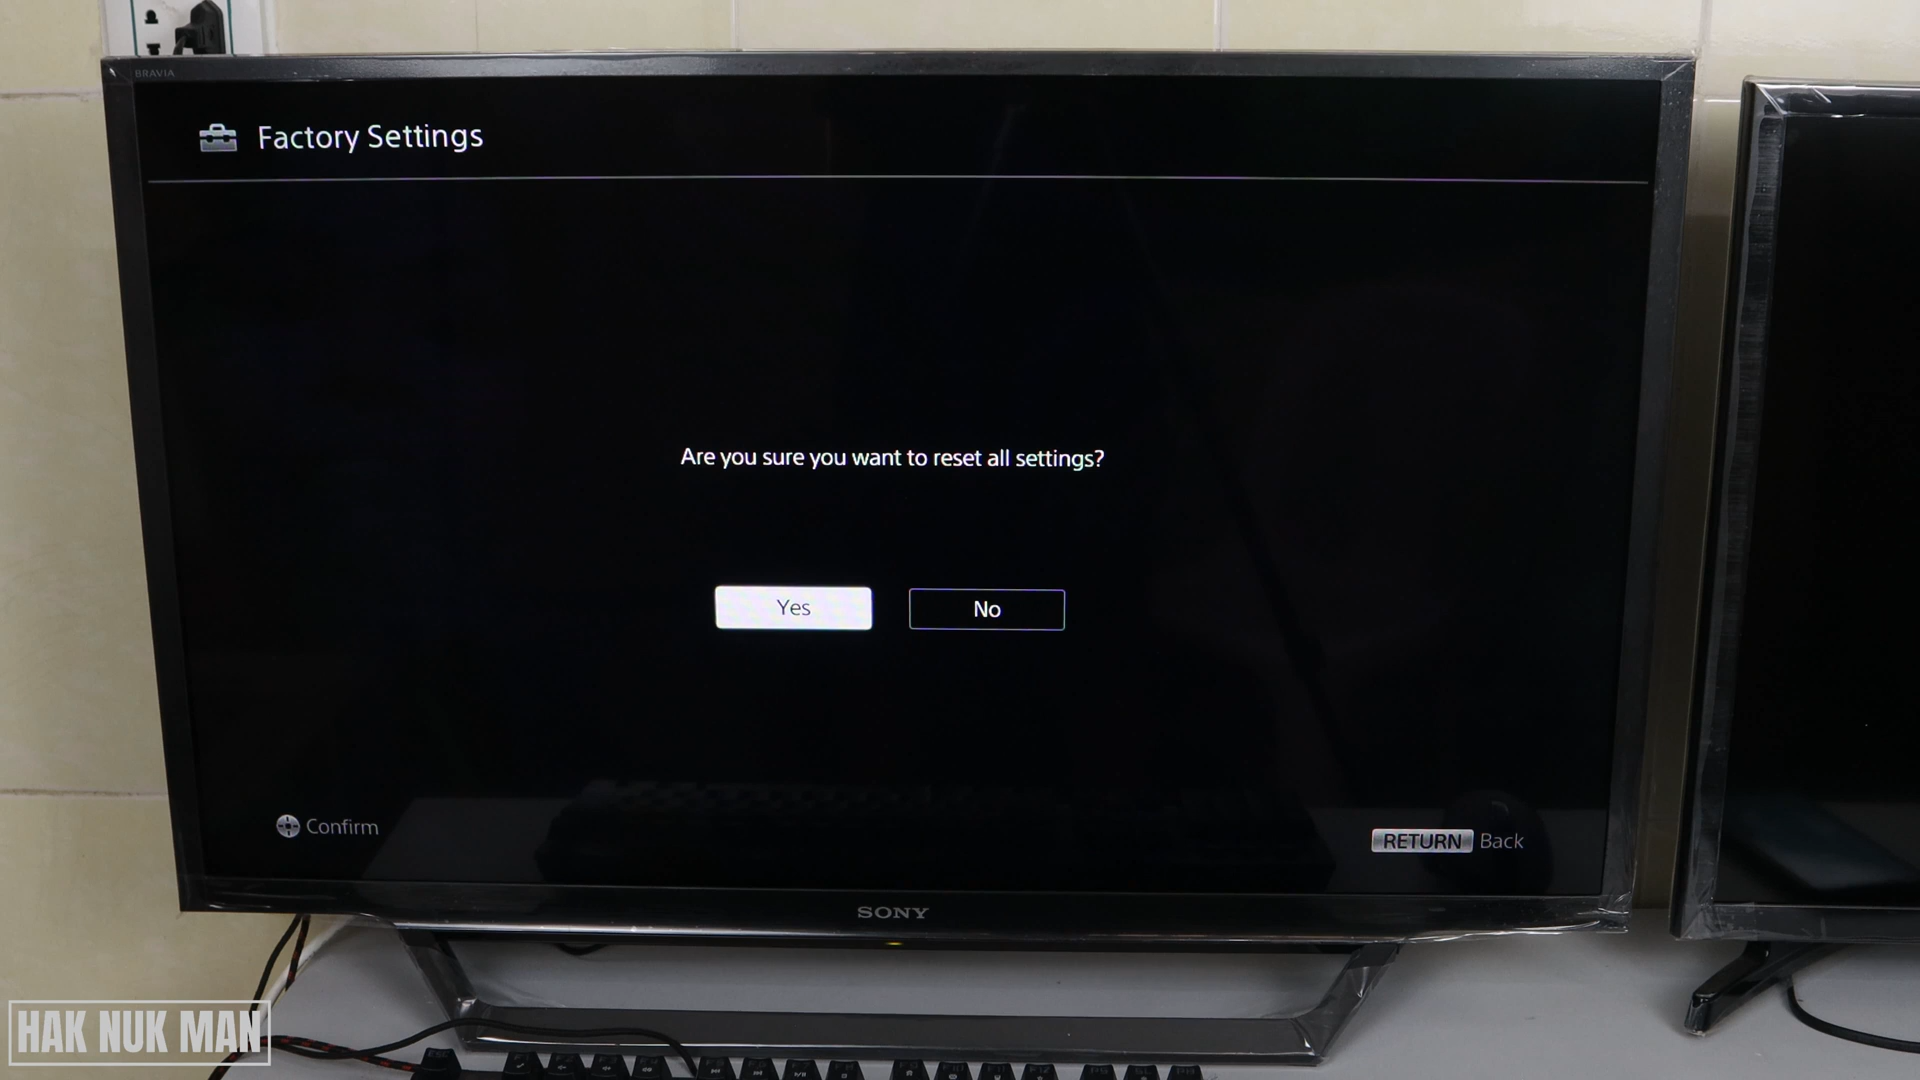 BRAVIA
Factory Settings
Are you sure you want to reset all settings?
Yes No
Confirm
RETURN Back
SONY
HAK NUK MAN